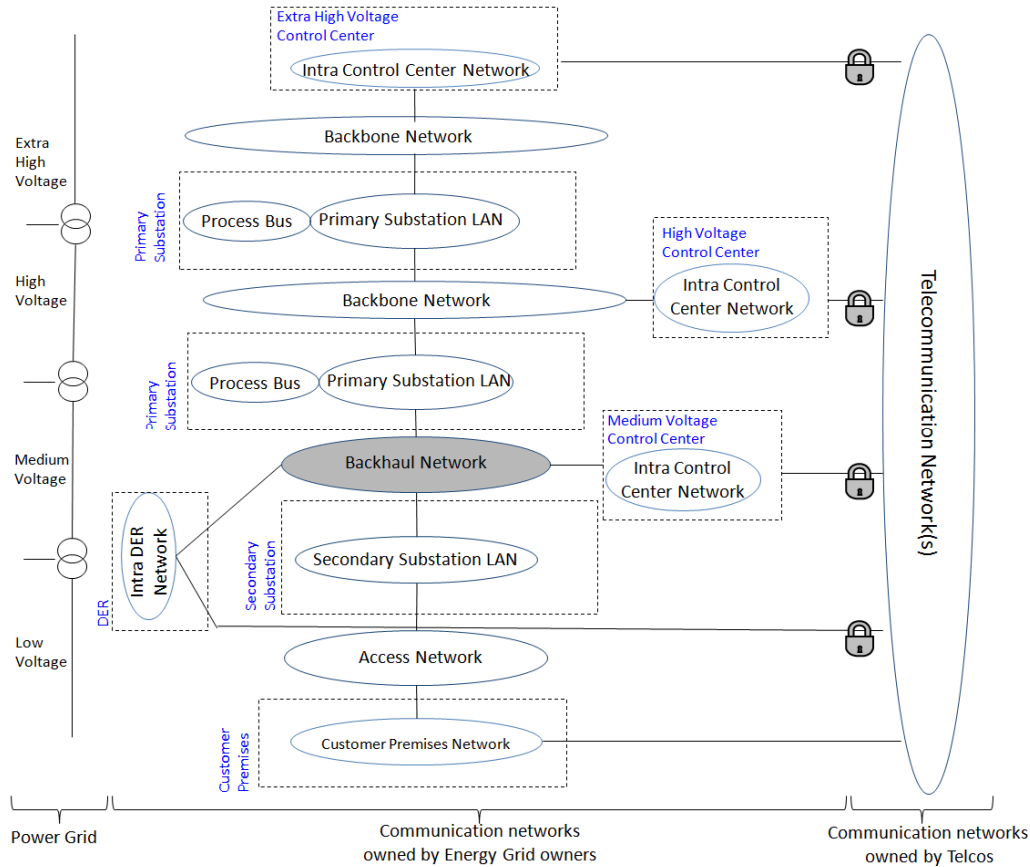 Extra High Voltage
Control Center
Intra Control Center Network
Backbone Network
Extra
High
Voltage
Primary
Substation
Process Bus
Primary Substation LAN
High Voltage
Control Center
Intra Control
Center Network
High
Voltage
Backbone Network
Primary
Substation
Process Bus
Primary Substation LAN
Medium Voltage
Control Center
Intra Control
Center Network
Medium
Voltage
Backhaul Network
DER
Intra DER
Network
Secondary
Substation
Secondary Substation LAN
Low
Voltage
Access Network
Customer
Premises
Customer Premises Network
Telecommunication Network(s)
Power Grid
Communication networks
owned by Energy Grid owners
Communication networks
owned by Telcos